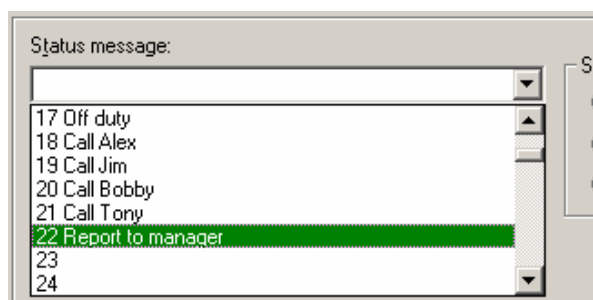 Status message:
S
17 Off duty
18 Call Alex
19 Call Jim
20 Call Bobby
21 Call Tony
22 Report to manager
23
24